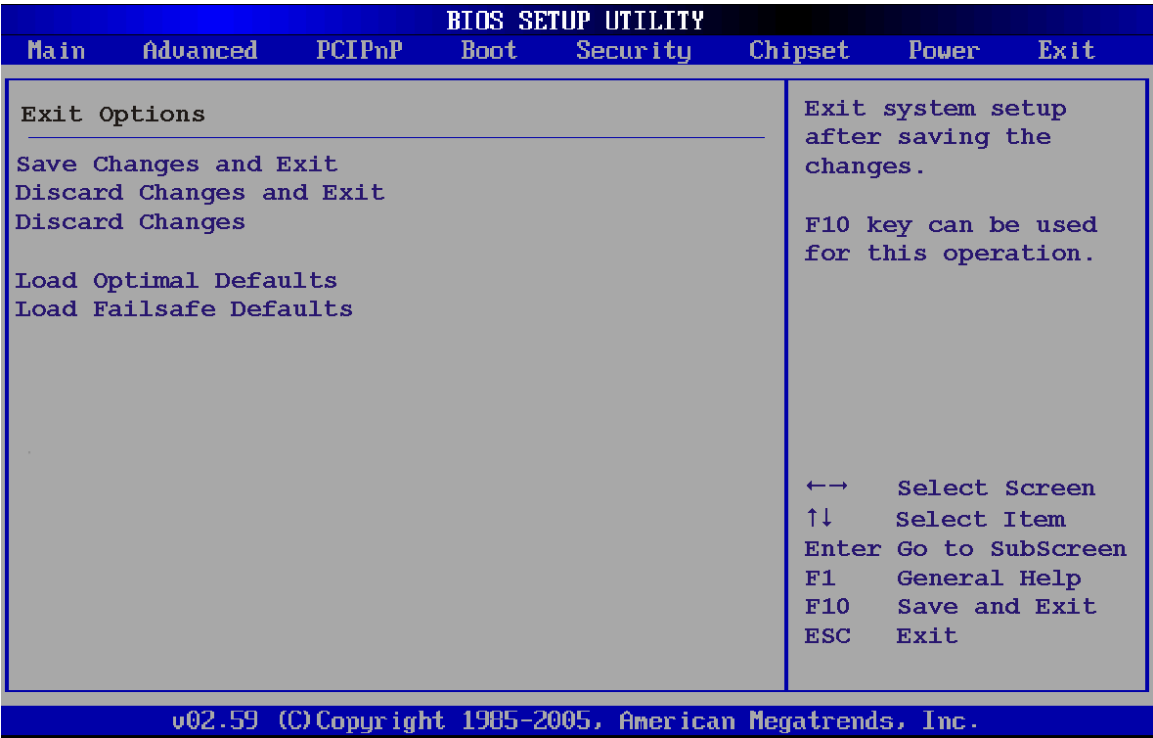 BIOS SETUP UTILITY
Main Advanced PCIPnP Boot Security Chipset Power Exit
Exit Options
Save Changes and Exit
Discard Changes and Exit
Discard Changes
Load Optimal Defaults
Load Failsafe Defaults
Exit system setup
after saving the
changes.
F10 key can be used
for this operation.
←→ Select Screen
↑↓ Select Item
Enter Go to SubScreen
F1 General Help
F10 Save and Exit
ESC Exit
v02.59 (C)Copyright 1985-2005, American Megatrends, Inc.